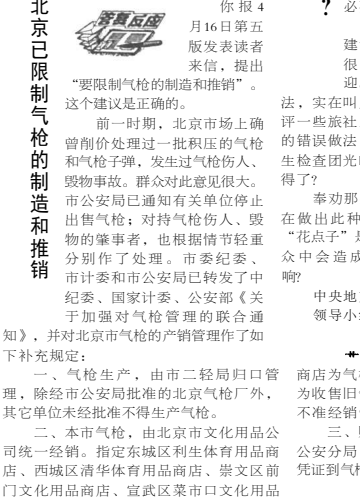 北京已限制气枪的制造和推销
答复反应
你报4
月16日第五
版发表读者
来信，提出
“要限制气枪的制造和推销”。
这个建议是正确的。
前一时期，北京市场上确
曾削价处理过一批积压的气枪
和气枪子弹，发生过气枪伤人、
毁物事故。群众对此意见很大。
市公安局已通知有关单位停止
出售气枪；对持气枪伤人、毁
物的肇事者，也根据情节轻重
分别作了处理。市委纪委、
市计委和市公安局已转发了中
纪委、国家计委、公安部《关
于加强对气枪管理的联合通
知》，并对北京市气枪的产销管理作了如
下补充规定：
一、气枪生产，由市二轻局归口管
理，除经市公安局批准的北京气枪厂外，
其它单位未经批准不得生产气枪。
二、本市气枪，由北京市文化用品公
司统一经销。指定东城区利生体育用品商
店、西城区清华体育用品商店、崇文区前
门文化用品商店、宣武区菜市口文化用品
？必
建
很
迎
法，实在叫
评一些旅社
的错误做法
生检查团光
得了?
奉劝那
在做出此种
“花点子”是
众中会造成
响?
中央地
领导小
商店为气枪
为收售旧
不准经销
三、
公安分局
凭证到气枪